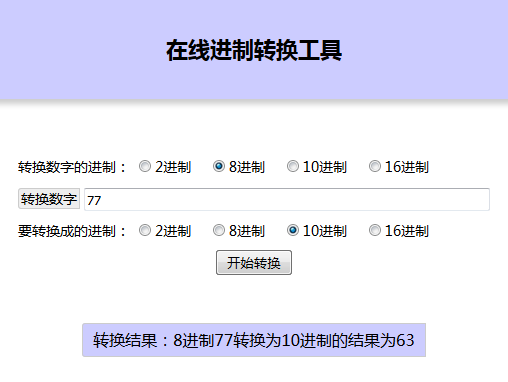 在线进制转换工具
转换数字的进制： 2进制 8进制 10进制 16进制
转换数字 77
要转换成的进制： 2进制 8进制 10进制 16进制
开始转换
转换结果：8进制77转换为10进制的结果为63